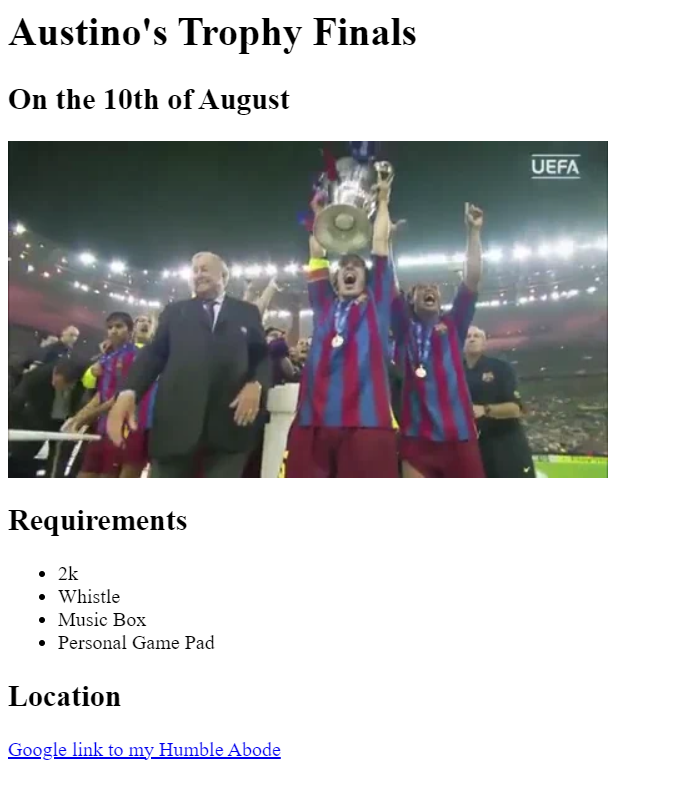 Austino's Trophy Finals
On the 10th of August
UEFA
Requirements
2k
Whistle
Music Box
Personal Game Pad
Location
Google link to my Humble Abode